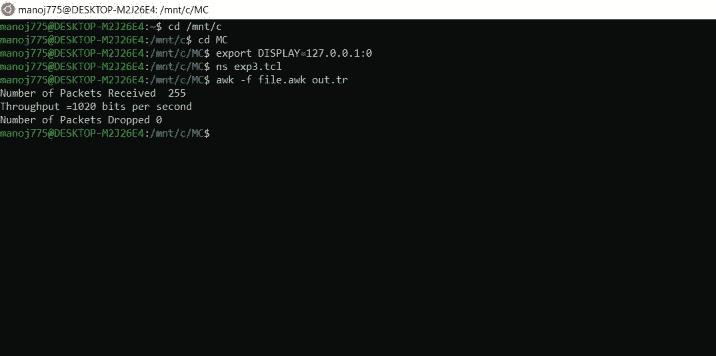 manoj775@DESKTOP-M2J26E4: /mnt/c/MC
manoj775@DESKTOP-M2J26E4:~$ cd /mnt/c
manoj775@DESKTOP-M2J26E4:/mnt/c$ cd MC
manoj775@DESKTOP-M2J26E4:/mnt/c/MC$ export DISPLAY=127.0.0.1:0
manoj775@DESKTOP-M2J26E4:/mnt/c/MC$ ns exp3.tcl
manoj775@DESKTOP-M2J26E4:/mnt/c/MC$ awk -f file.awk out.tr
Number of Packets Received  255
Throughput =1020 bits per second
Number of Packets Dropped 0
manoj775@DESKTOP-M2J26E4:/mnt/c/MC$